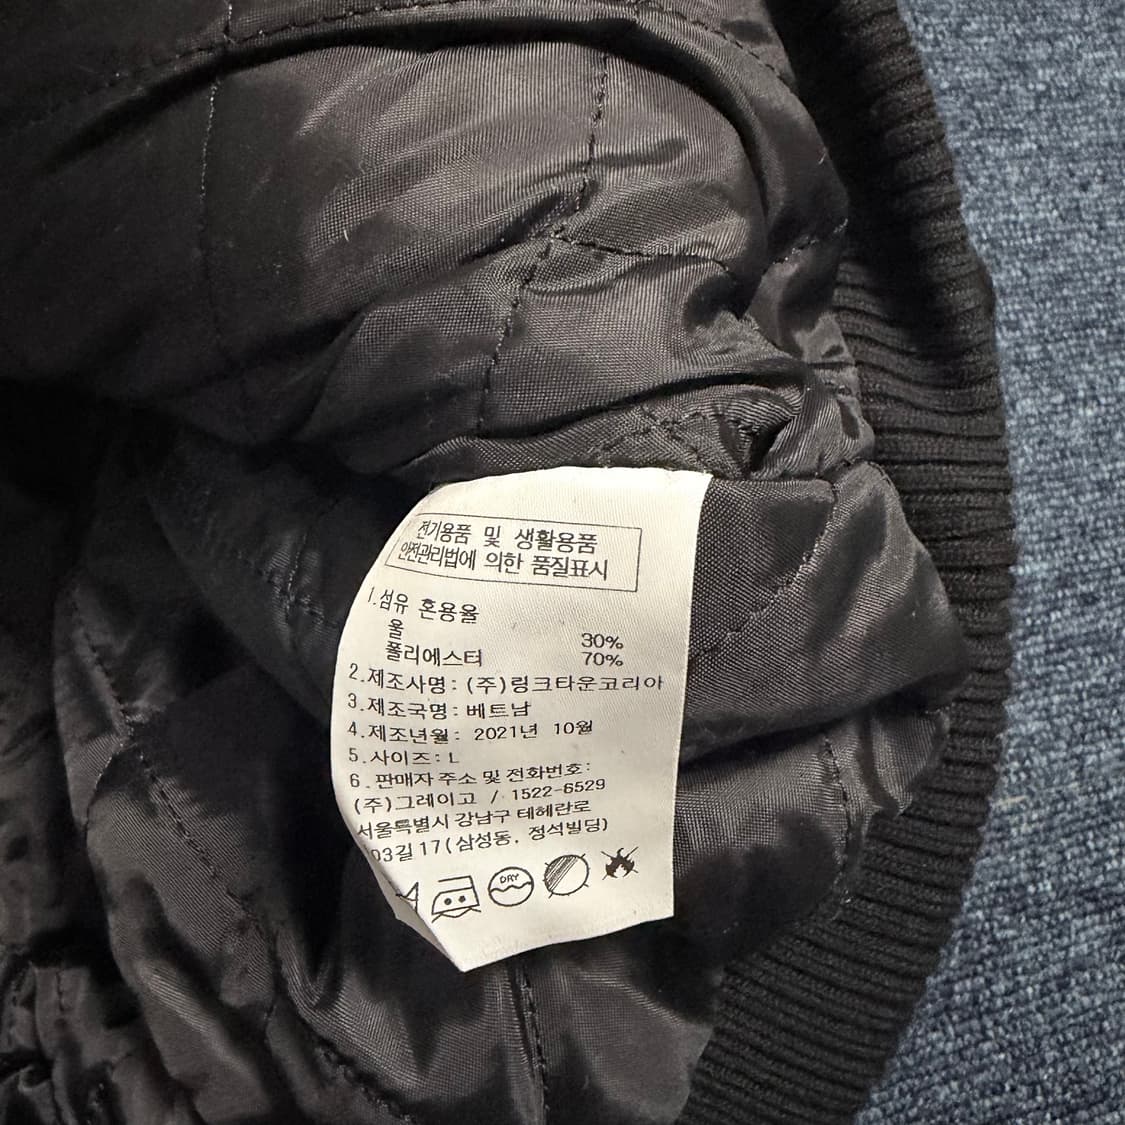 전기용품 및 생활용품
안전관리법에 의한 품질표시
1.섬유 혼용율
울 30%
폴리에스터 70%
2.제조사명: (주)링크타운코리아
3.제조국명: 베트남
4.제조년월: 2021년 10월
5.사이즈: L
6.판매자 주소 및 전화번호:
(주)그레이고 / 1522-6529
서울특별시 강남구 테헤란로
03길 17(삼성동, 정석빌딩)
DRY